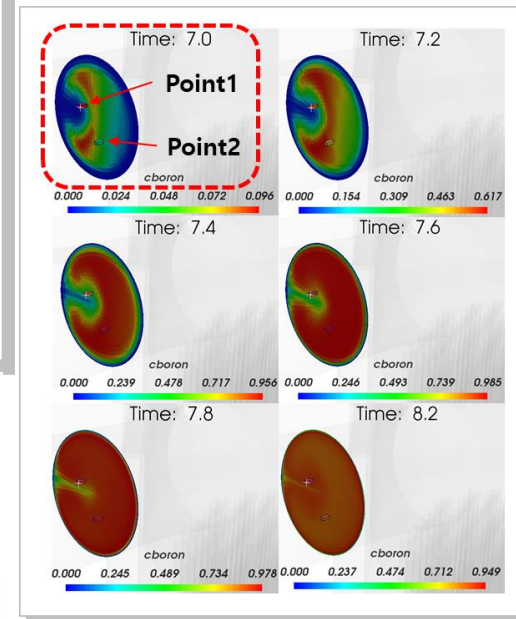 Time: 7.0
Point1
Point2
cboron
0.000 0.024 0.048 0.072 0.096
Time: 7.2
cboron
0.000 0.154 0.309 0.463 0.617
Time: 7.4
cboron
0.000 0.239 0.478 0.717 0.956
Time: 7.6
cboron
0.000 0.246 0.493 0.739 0.985
Time: 7.8
cboron
0.000 0.245 0.489 0.734 0.978
Time: 8.2
cboron
0.000 0.237 0.474 0.712 0.949